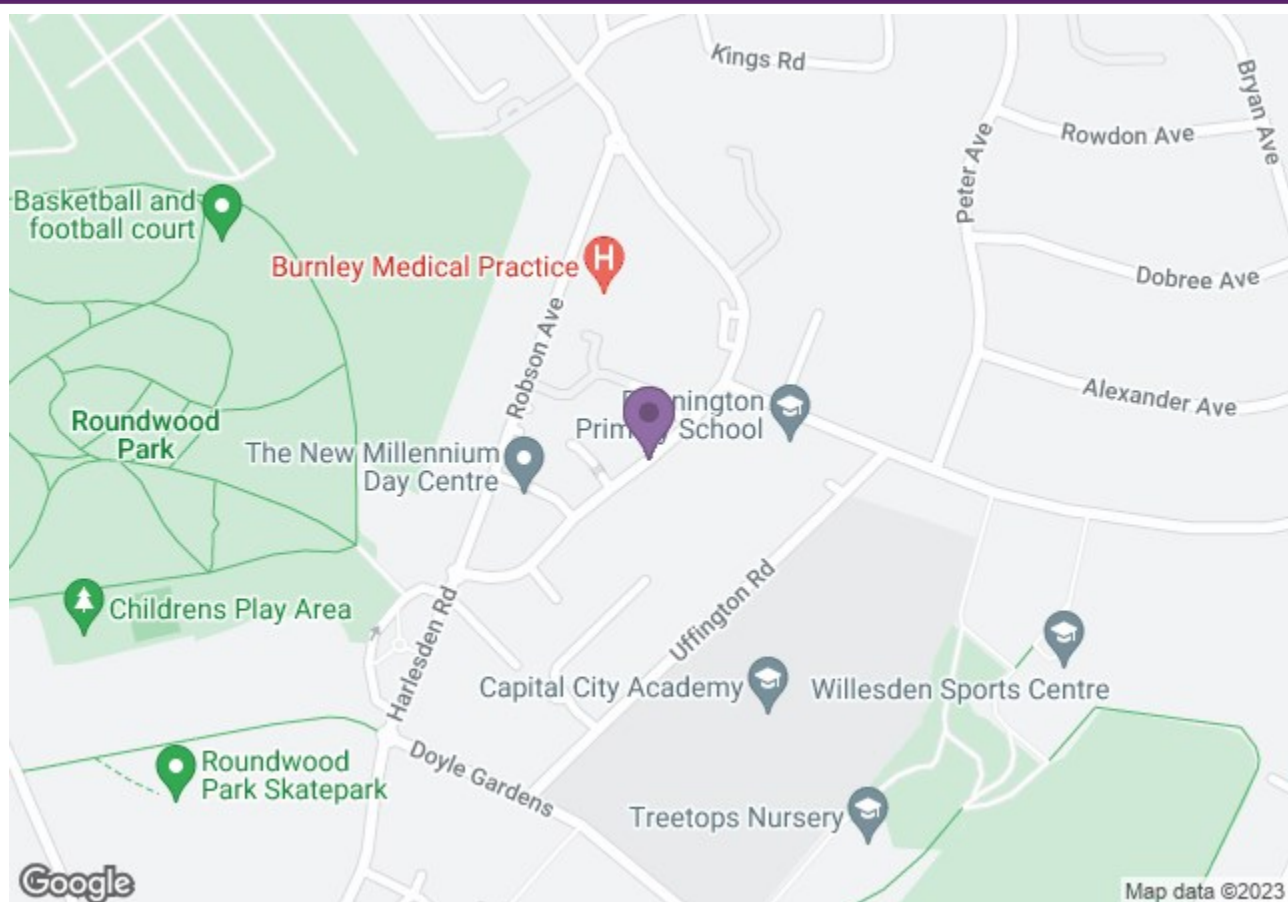 Kings Rd
Bryan Ave
Rowdon Ave
Peter Ave
Basketball and
football court
Burnley Medical Practice
H
Dobree Ave
Robson Ave
Alexander Ave
Roundwood
Park
Primary School
The New Millennium
Day Centre
Uffington Rd
Childrens Play Area
Harlesden Rd
Capital City Academy
Willesden Sports Centre
Doyle Gardens
Roundwood
Park Skatepark
Treetops Nursery
Google
Map data ©2023